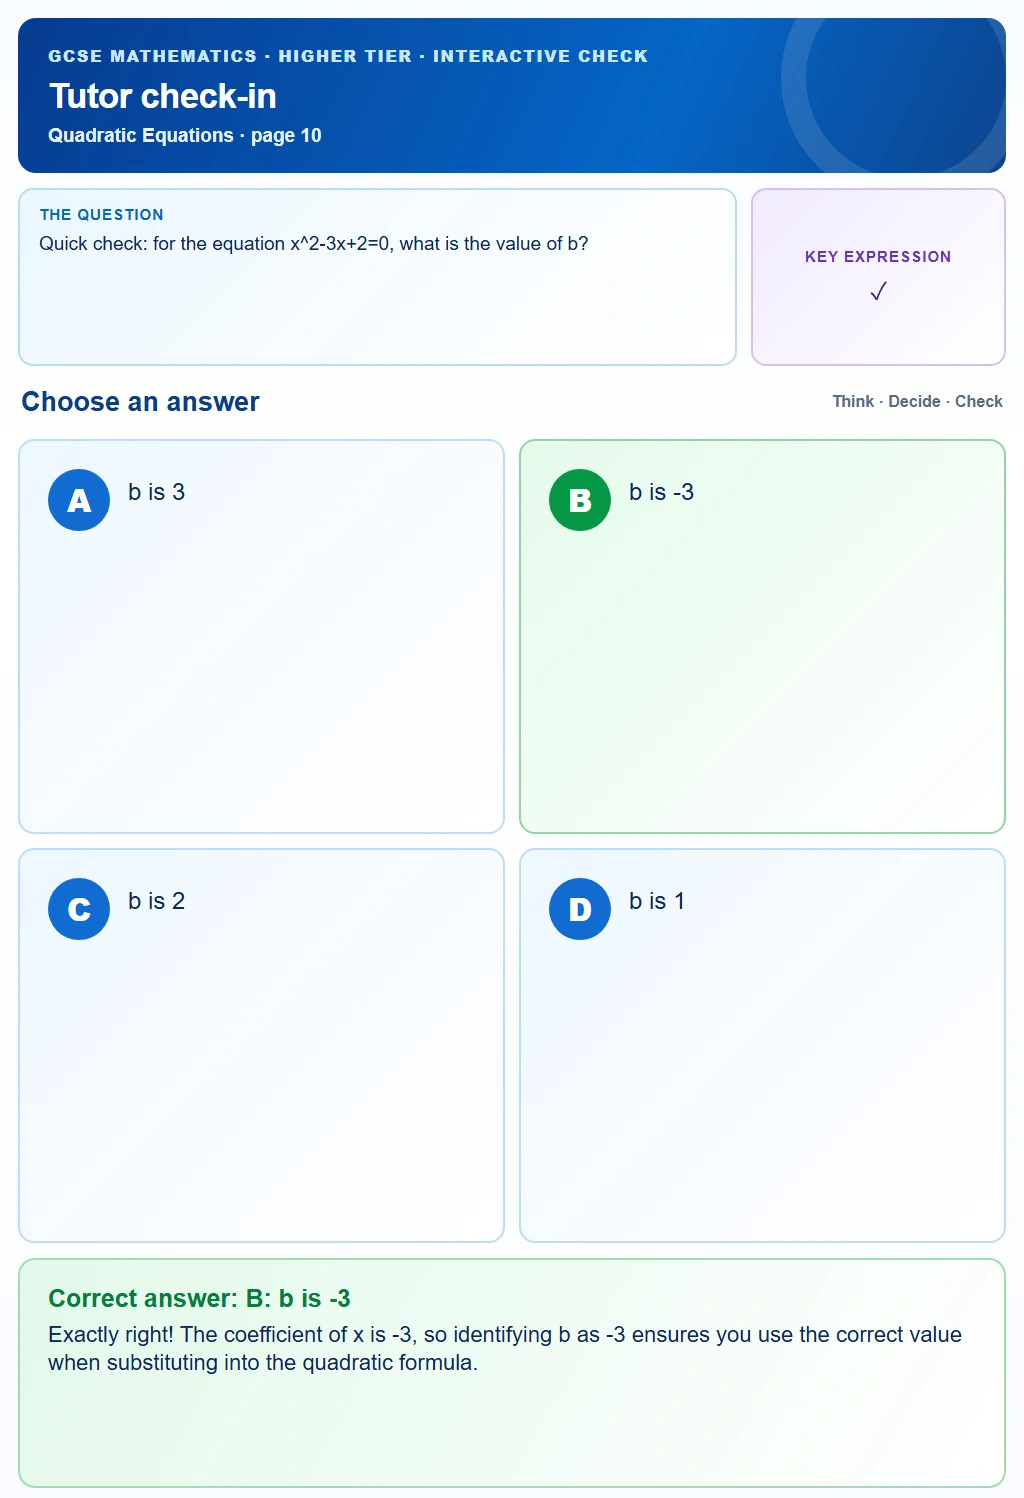 GCSE MATHEMATICS · HIGHER TIER · INTERACTIVE CHECK
Tutor check-in
Quadratic Equations · page 10
THE QUESTION
Quick check: for the equation x^2-3x+2=0, what is the value of b?
KEY EXPRESSION
✓
Choose an answer
Think · Decide · Check
A b is 3
B b is -3
C b is 2
D b is 1
Correct answer: B: b is -3
Exactly right! The coefficient of x is -3, so identifying b as -3 ensures you use the correct value
when substituting into the quadratic formula.